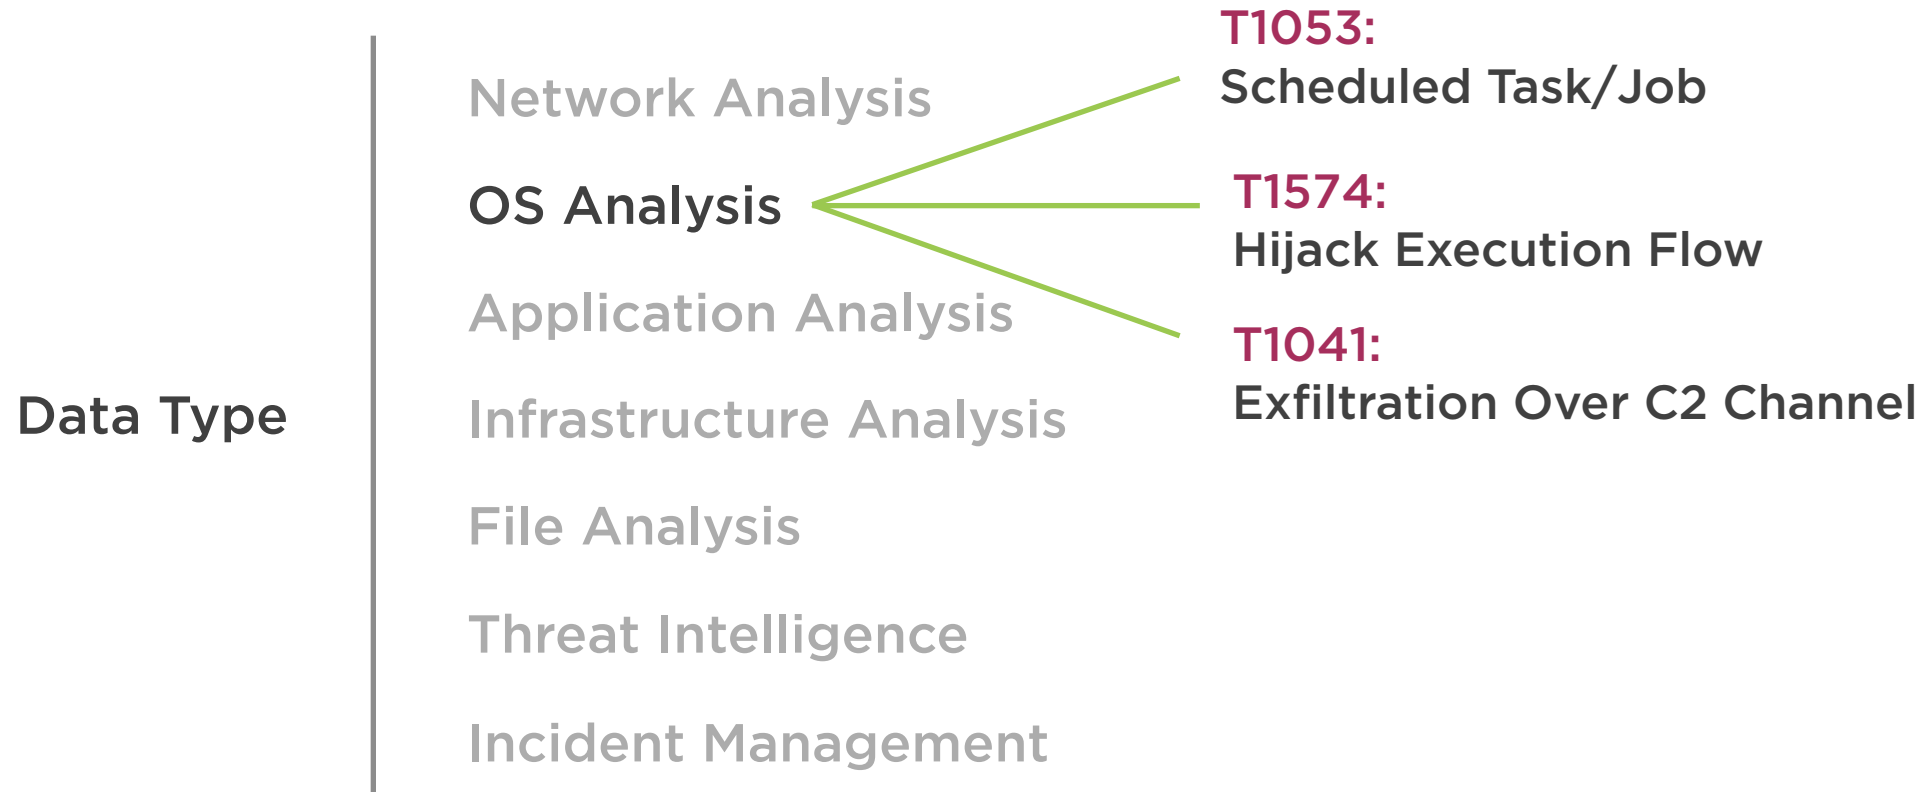 Data Type
Network Analysis
OS Analysis
Application Analysis
Infrastructure Analysis
File Analysis
Threat Intelligence
Incident Management
T1053:
Scheduled Task/Job
T1574:
Hijack Execution Flow
T1041:
Exfiltration Over C2 Channel